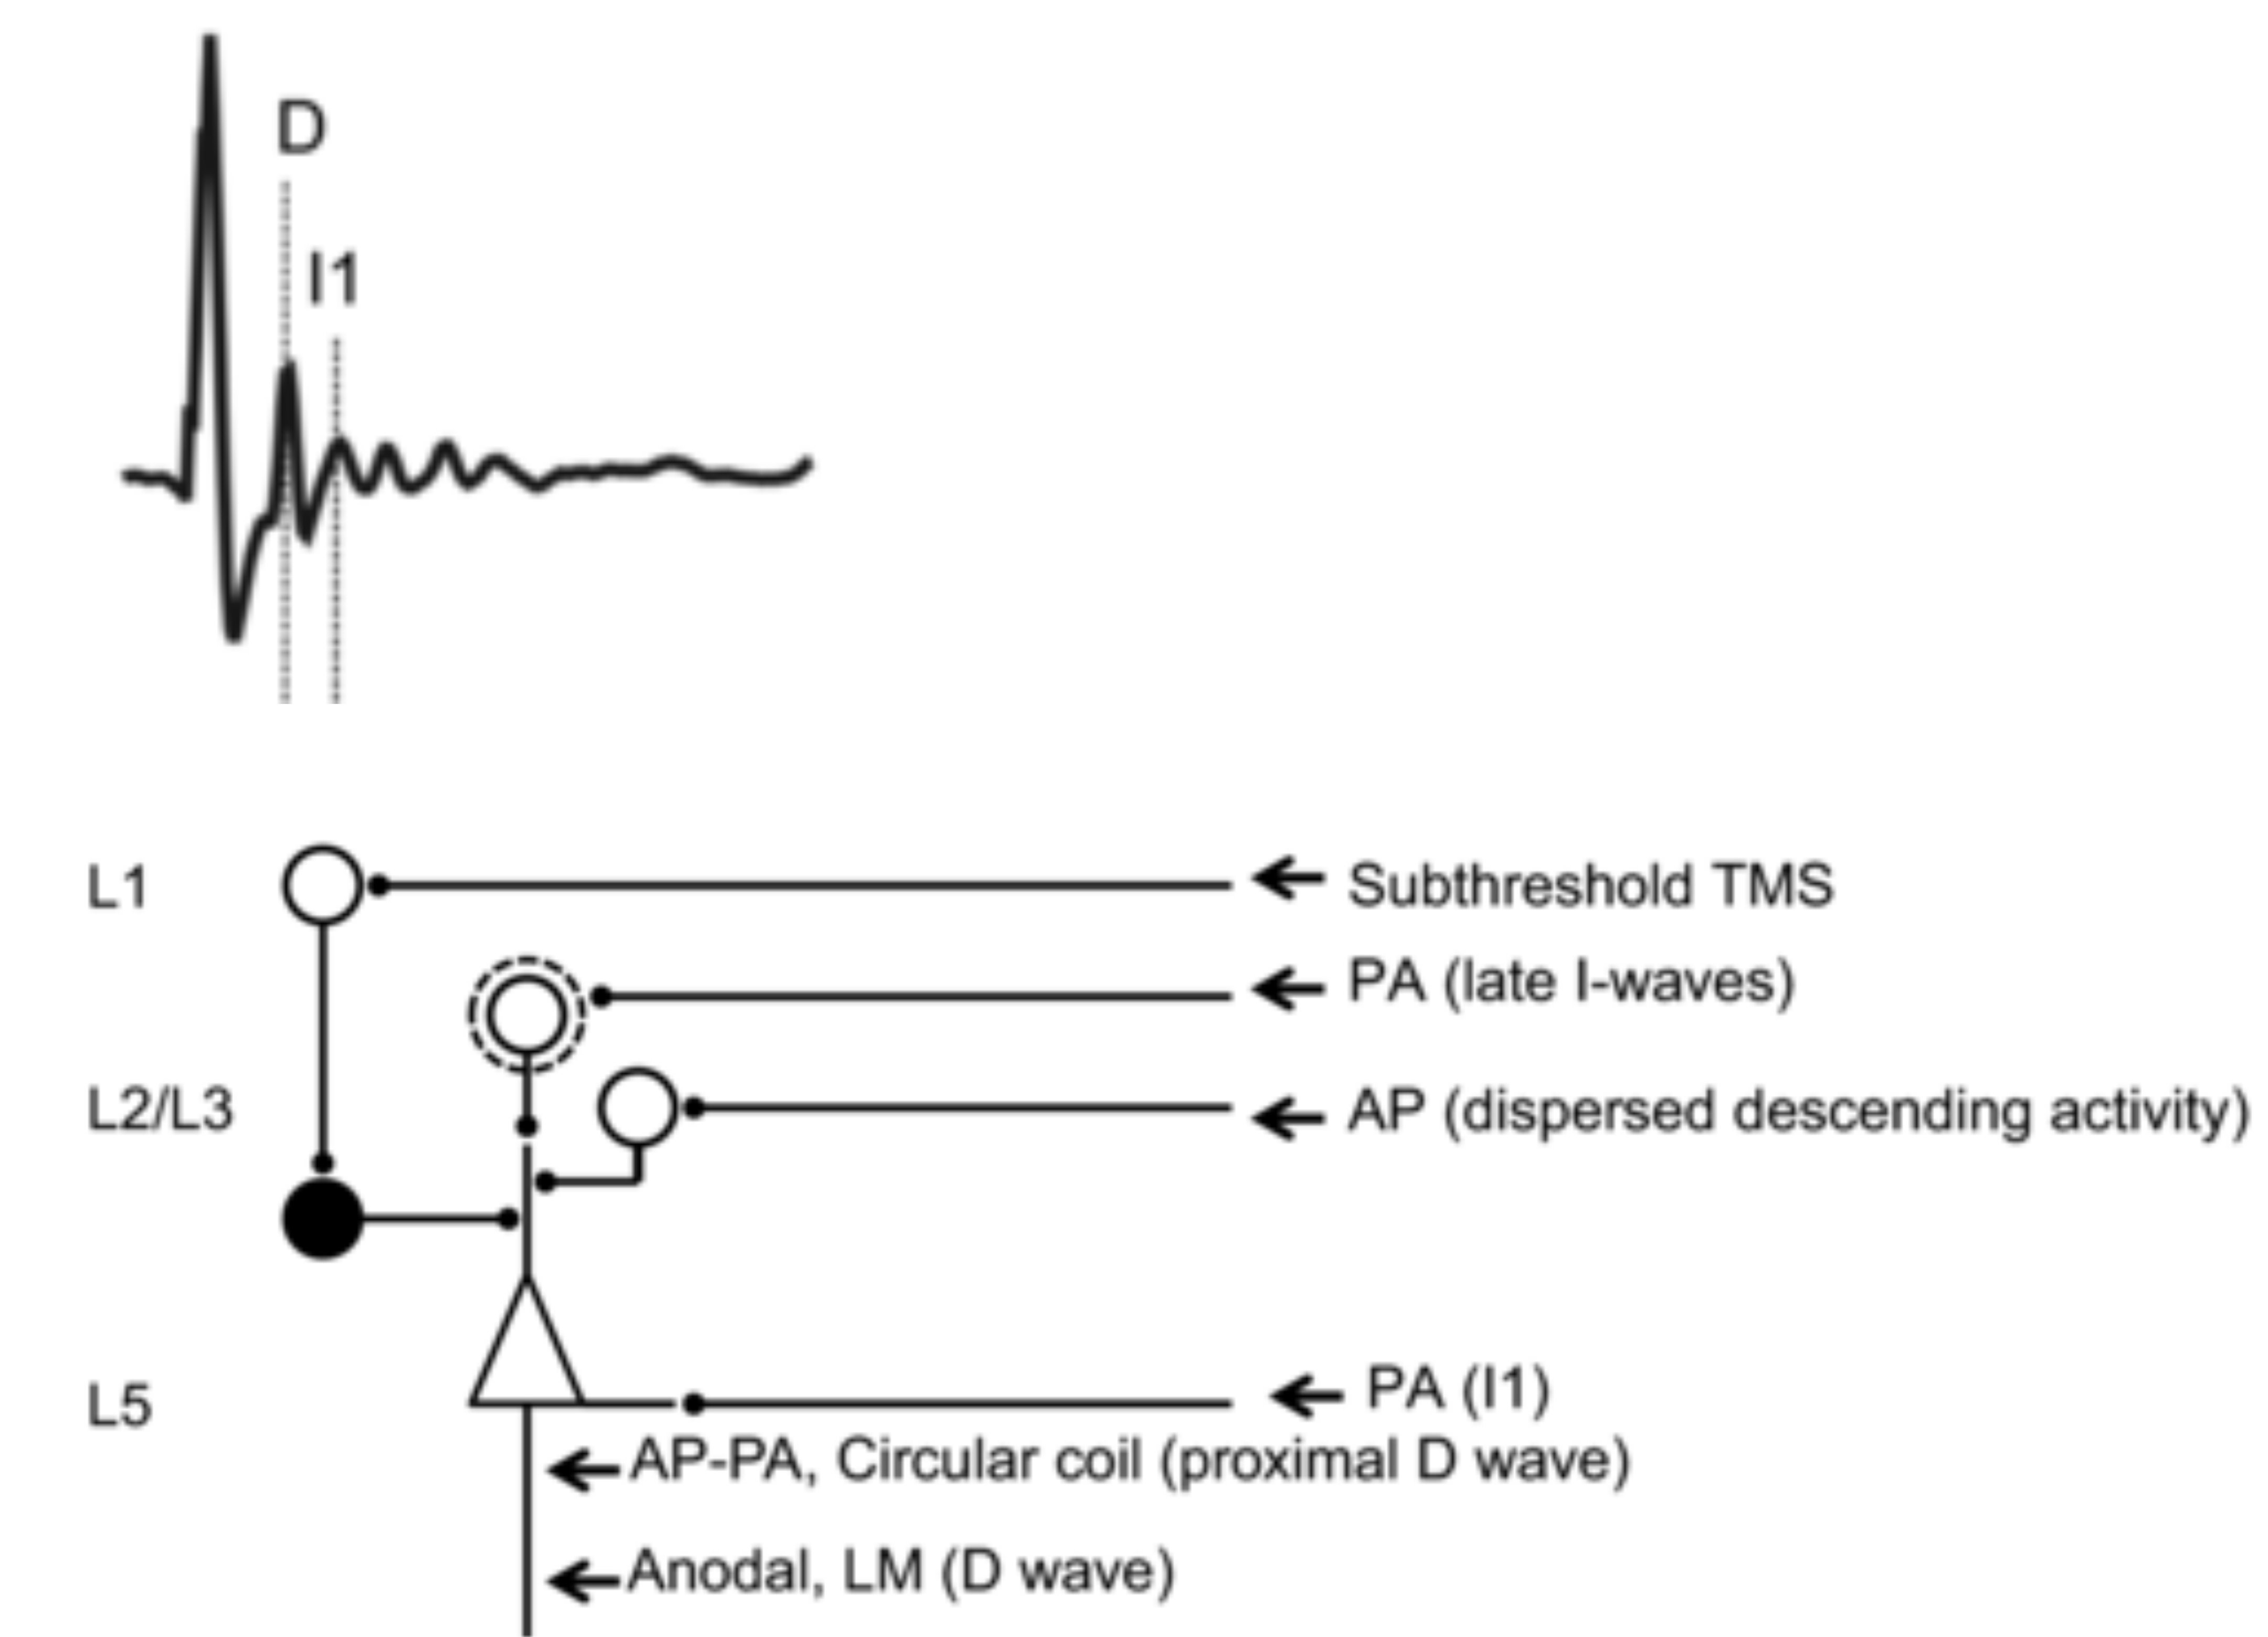 D
I1
L1
Subthreshold TMS
PA (late I-waves)
L2/L3
AP (dispersed descending activity)
L5
PA (I1)
AP-PA, Circular coil (proximal D wave)
Anodal, LM (D wave)